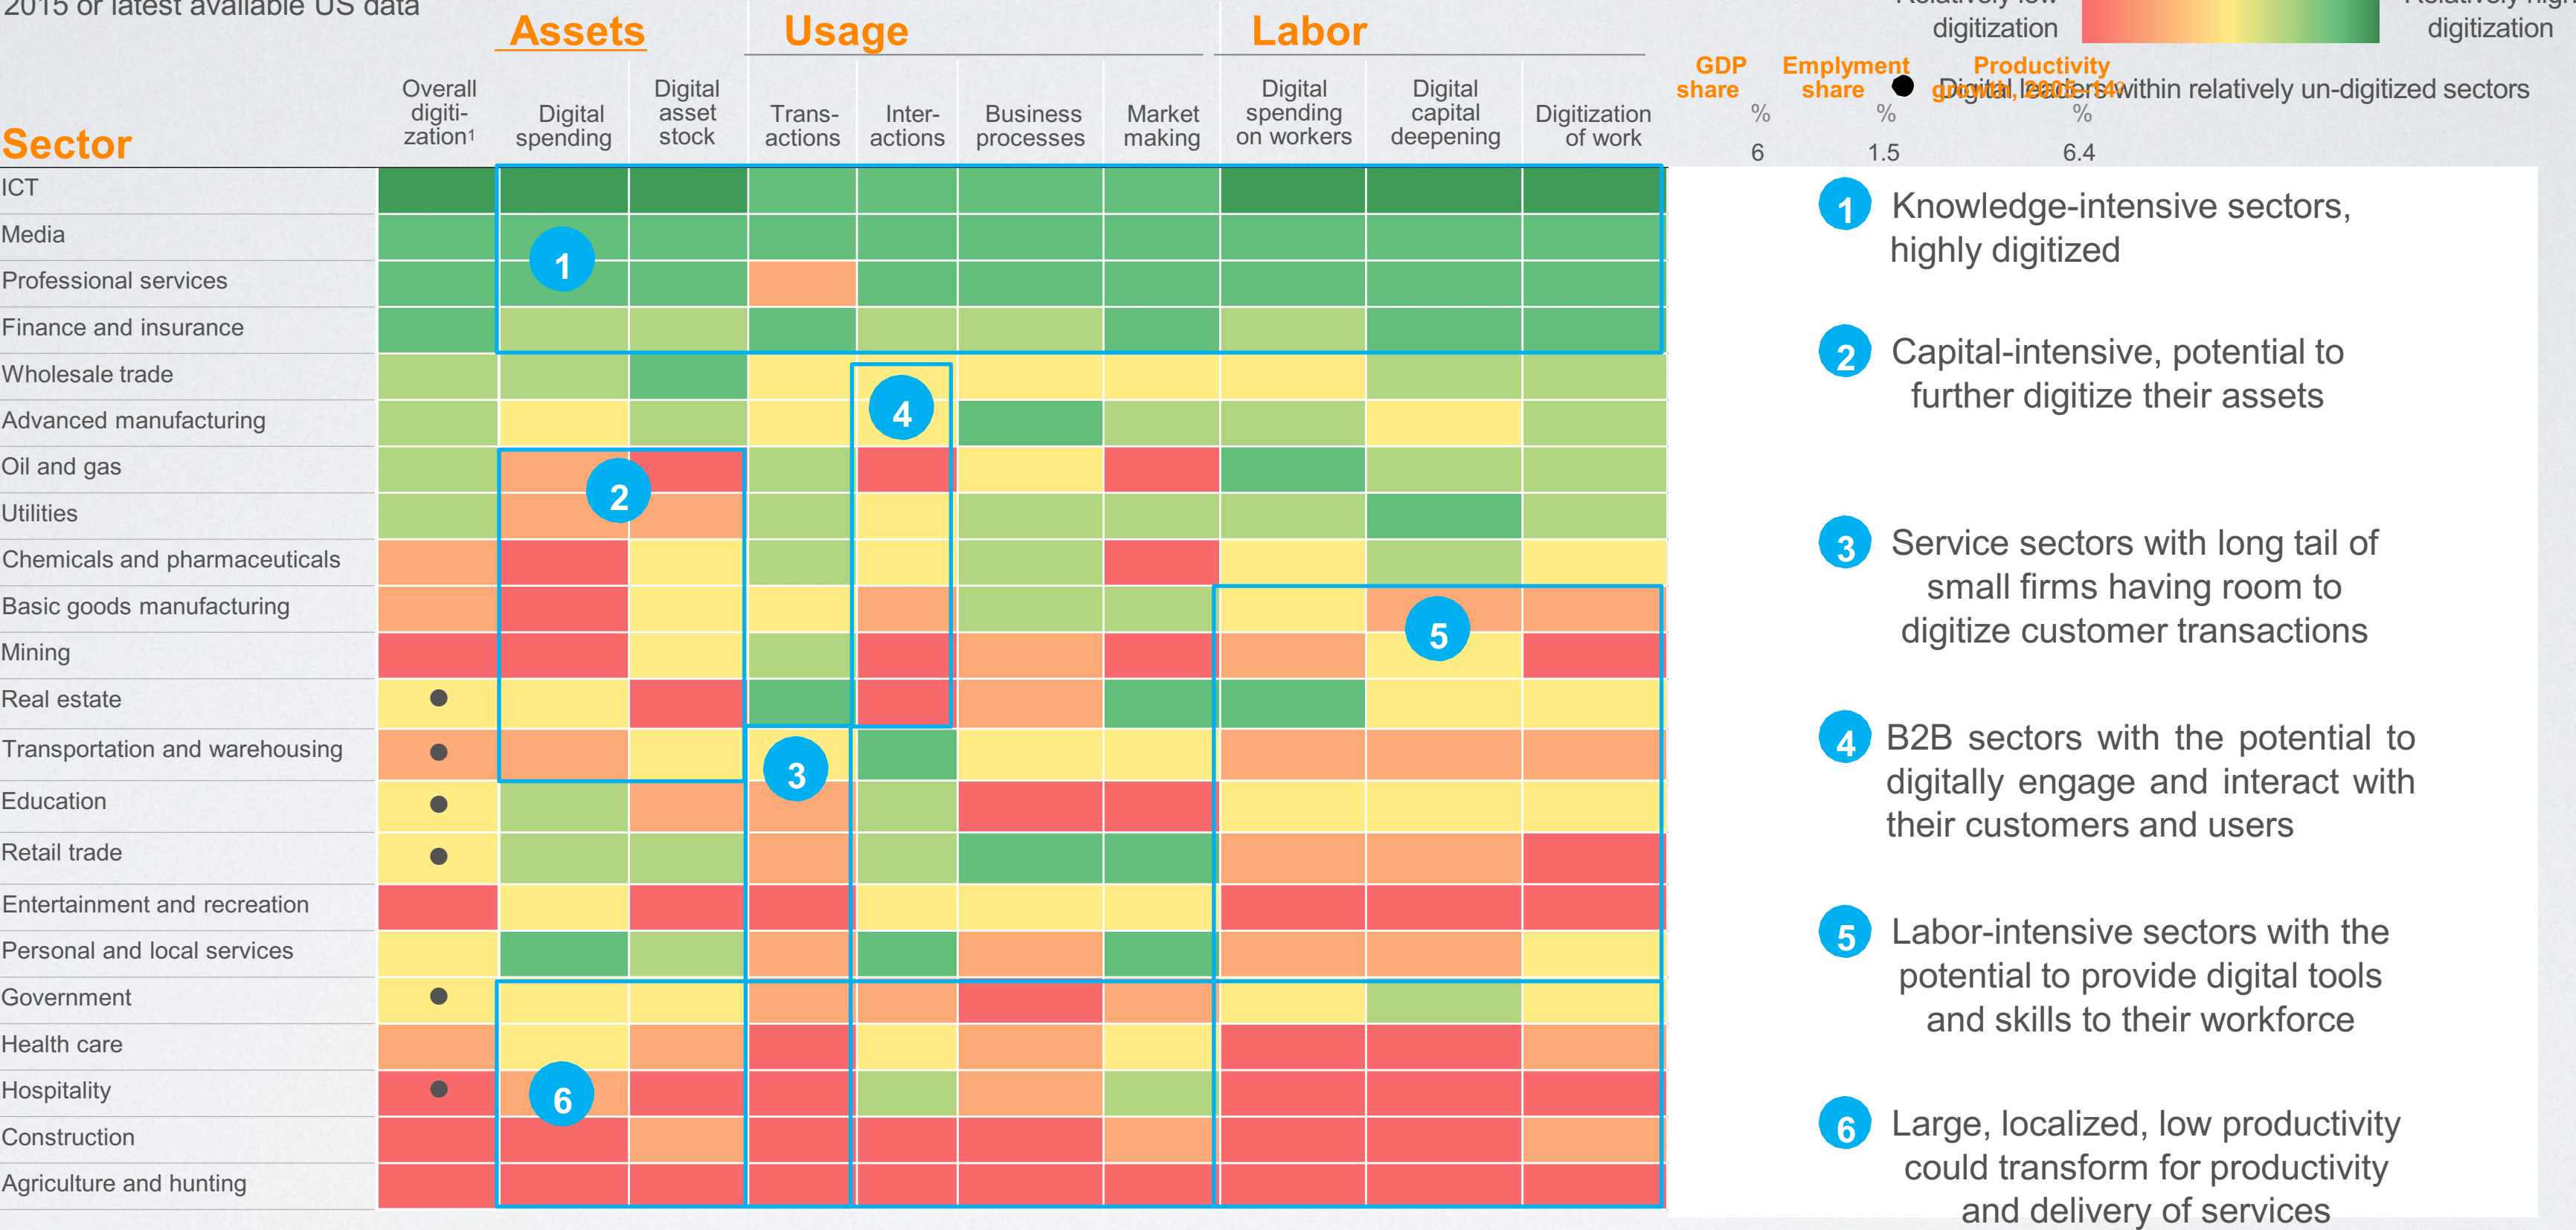 2015 or latest available US data
Relatively low
digitization
Relatively high
digitization
Digital leaders within relatively un-digitized sectors
Assets
Usage
Labor
Sector
Overall
digiti-
zation1
Digital
spending
Digital
asset
stock
Trans-
actions
Inter-
actions
Business
processes
Market
making
Digital
spending
on workers
Digital
capital
deepening
Digitization
of work
GDP
share
%
6
Emplyment
share
%
1.5
Productivity
growth, 2005–142
%
6.4
ICT
Media
Professional services
Finance and insurance
Wholesale trade
Advanced manufacturing
Oil and gas
Utilities
Chemicals and pharmaceuticals
Basic goods manufacturing
Mining
Real estate
Transportation and warehousing
Education
Retail trade
Entertainment and recreation
Personal and local services
Government
Health care
Hospitality
Construction
Agriculture and hunting
1
4
2
5
3
6
1 Knowledge-intensive sectors,
highly digitized
2 Capital-intensive, potential to
further digitize their assets
3 Service sectors with long tail of
small firms having room to
digitize customer transactions
4 B2B sectors with the potential to
digitally engage and interact with
their customers and users
5 Labor-intensive sectors with the
potential to provide digital tools
and skills to their workforce
6 Large, localized, low productivity
could transform for productivity
and delivery of services